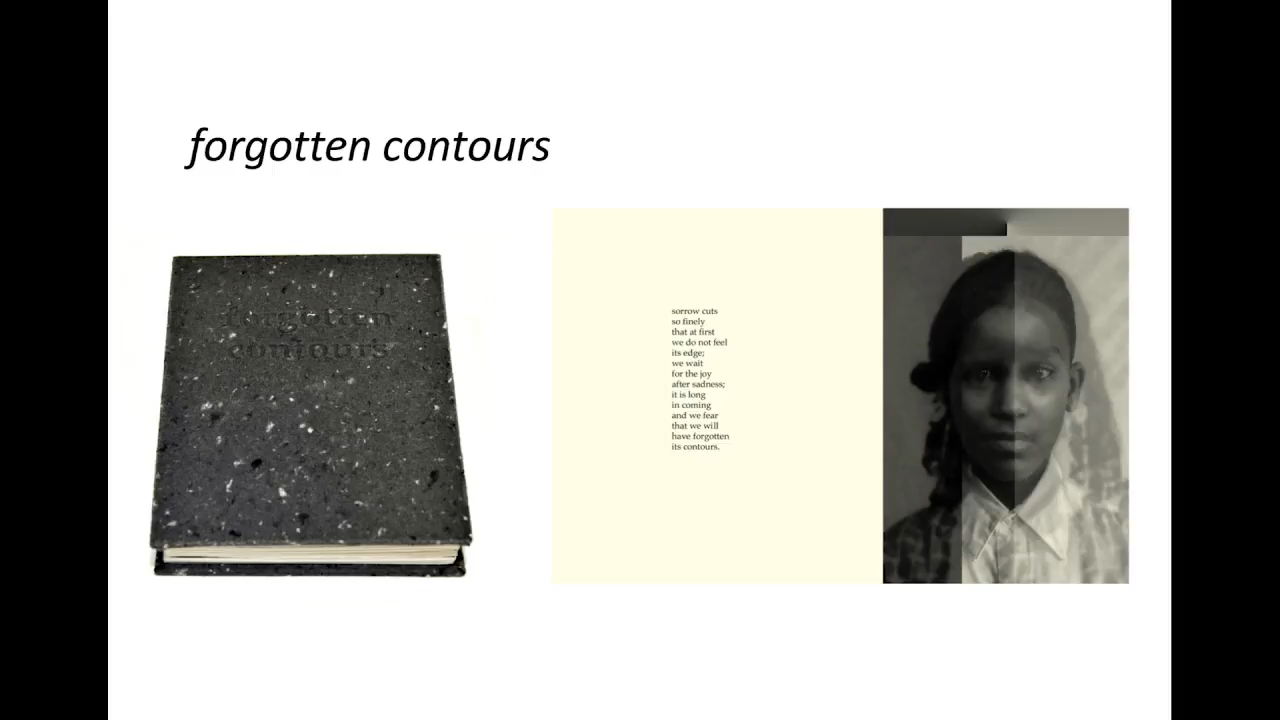 forgotten contours
forgotten
contours
sorrow cuts
so finely
that at first
we do not feel
its edge;
we wait
for the joy
after sadness;
it is long
in coming
and we fear
that we will
have forgotten
its contours.